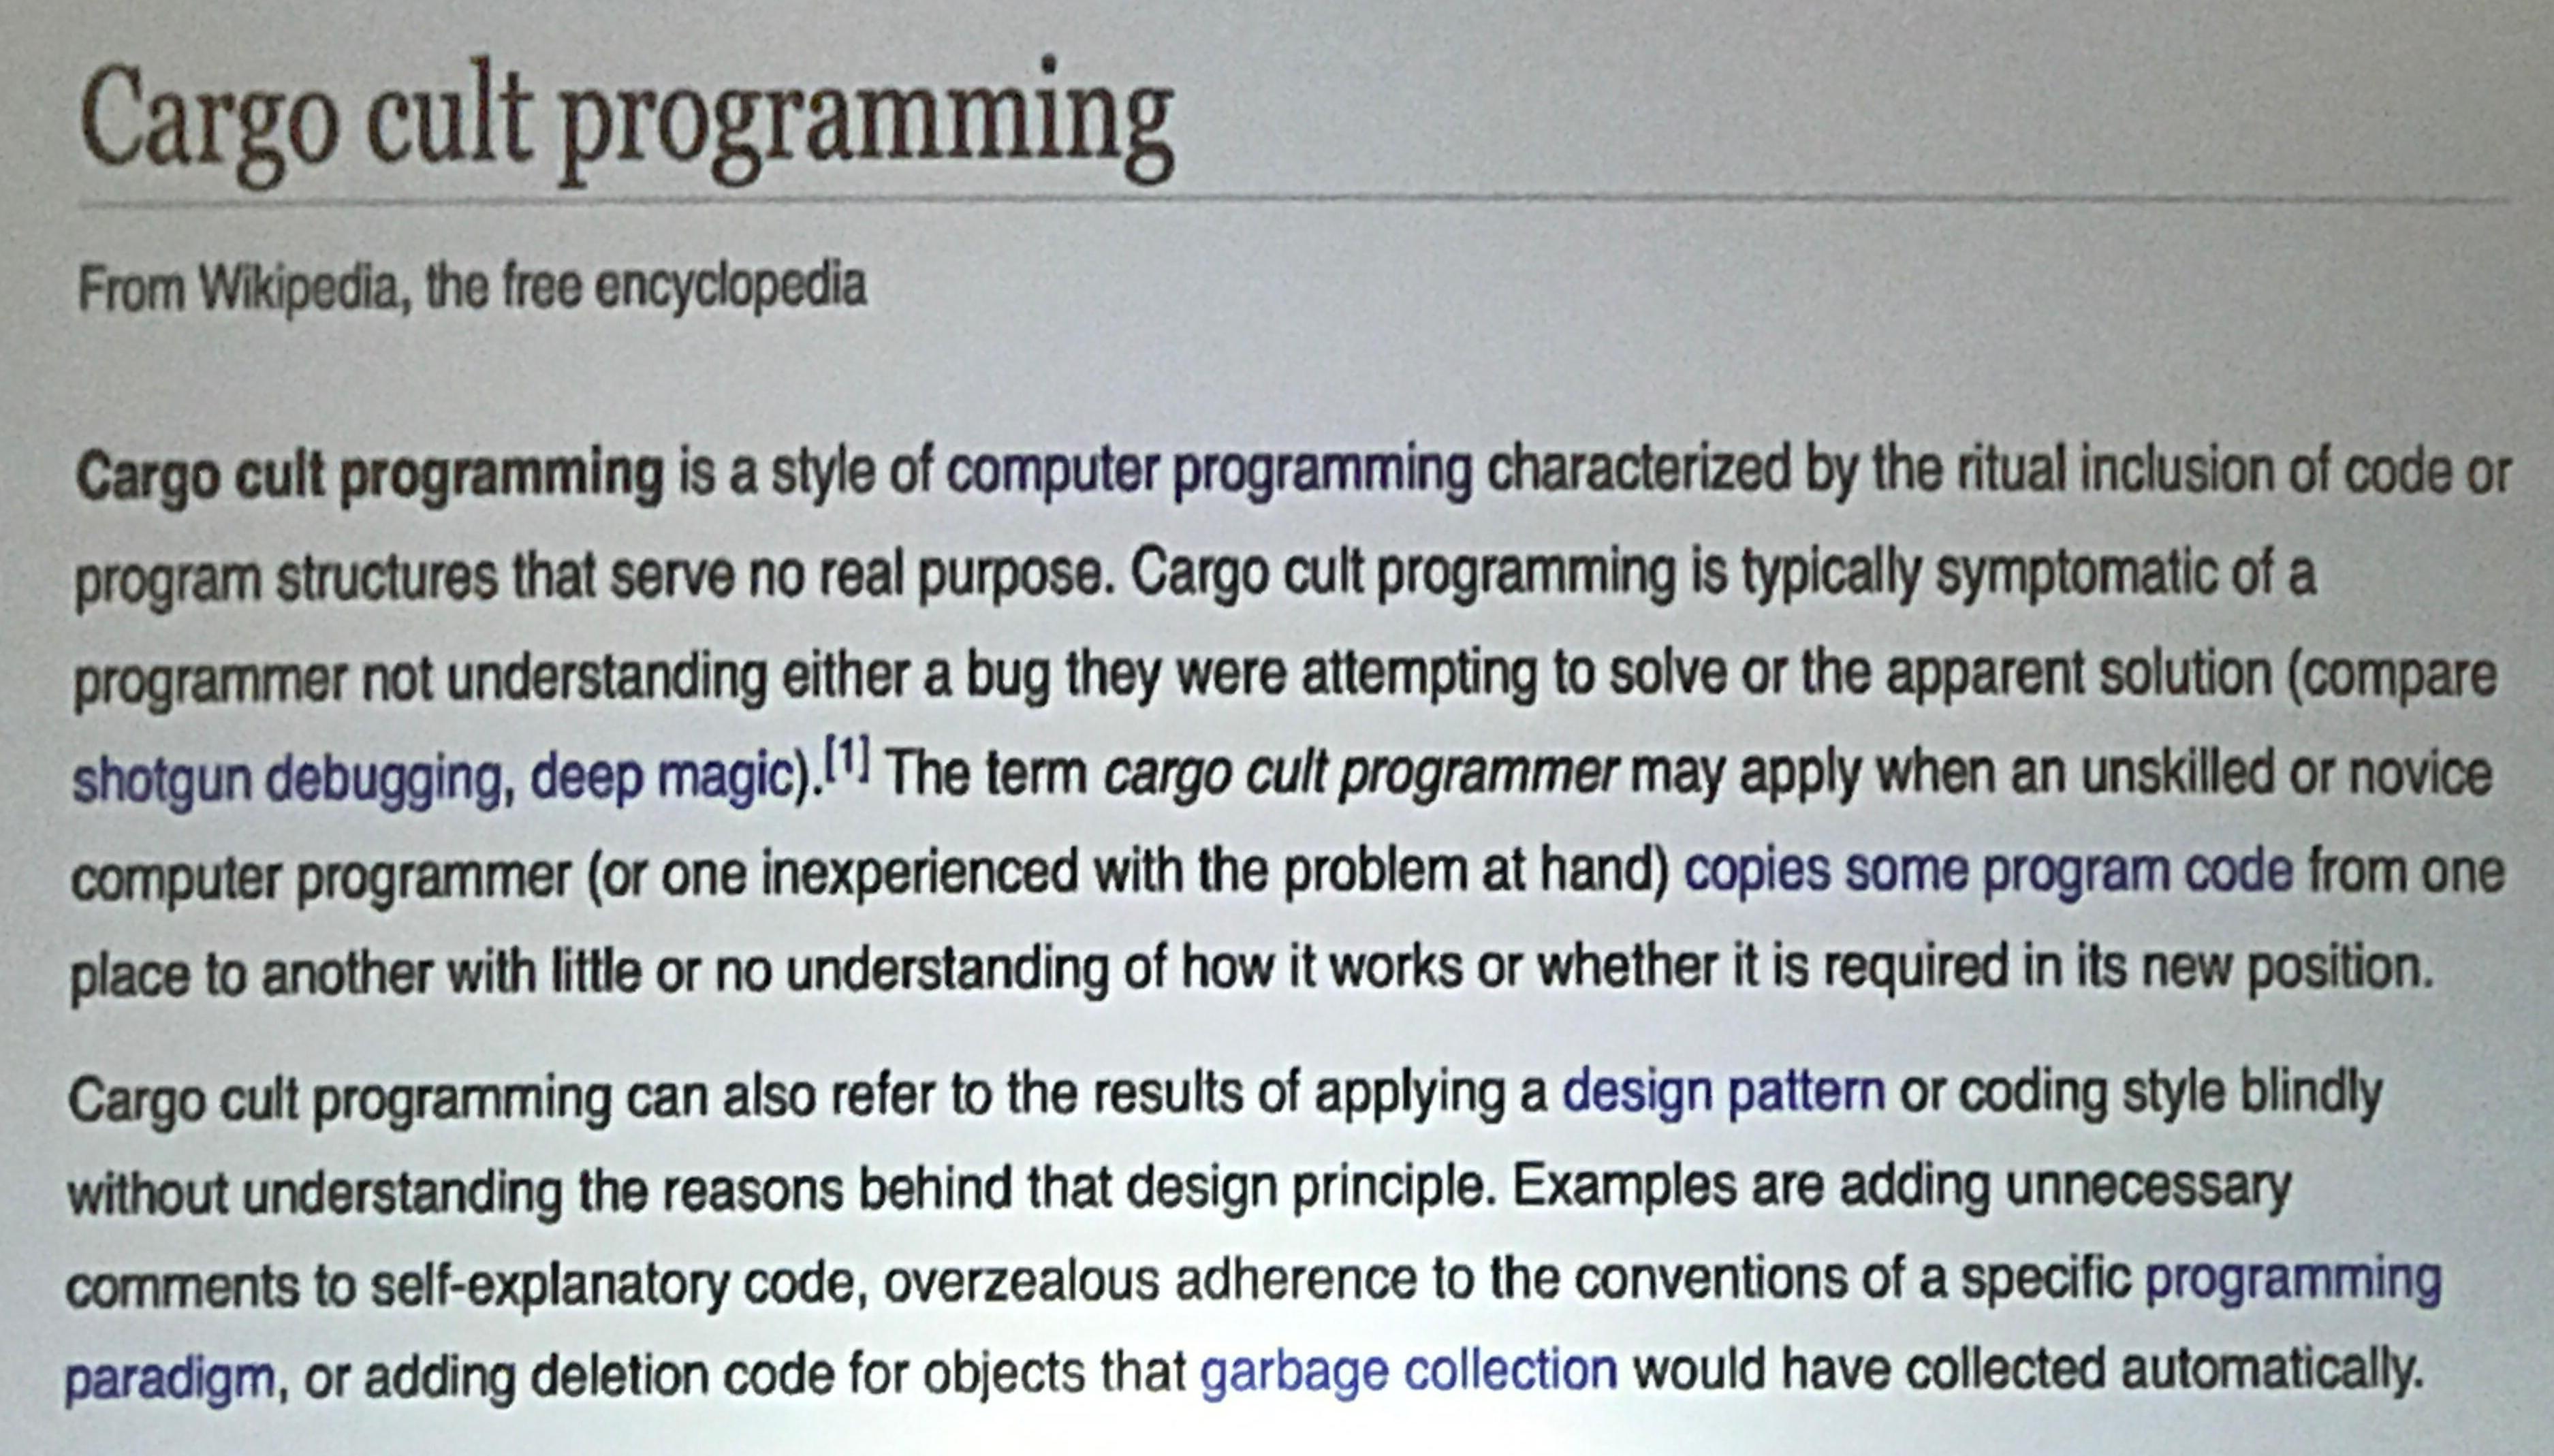 Cargo cult programming
From Wikipedia, the free encyclopedia
Cargo cult programming is a style of computer programming characterized by the ritual inclusion of code or
program structures that serve no real purpose. Cargo cult programming is typically symptomatic of a
programmer not understanding either a bug they were attempting to solve or the apparent solution (compare
shotgun debugging, deep magic).[1] The term cargo cult programmer may apply when an unskilled or novice
computer programmer (or one inexperienced with the problem at hand) copies some program code from one
place to another with little or no understanding of how it works or whether it is required in its new position.
Cargo cult programming can also refer to the results of applying a design pattern or coding style blindly
without understanding the reasons behind that design principle. Examples are adding unnecessary
comments to self-explanatory code, overzealous adherence to the conventions of a specific programming
paradigm, or adding deletion code for objects that garbage collection would have collected automatically.